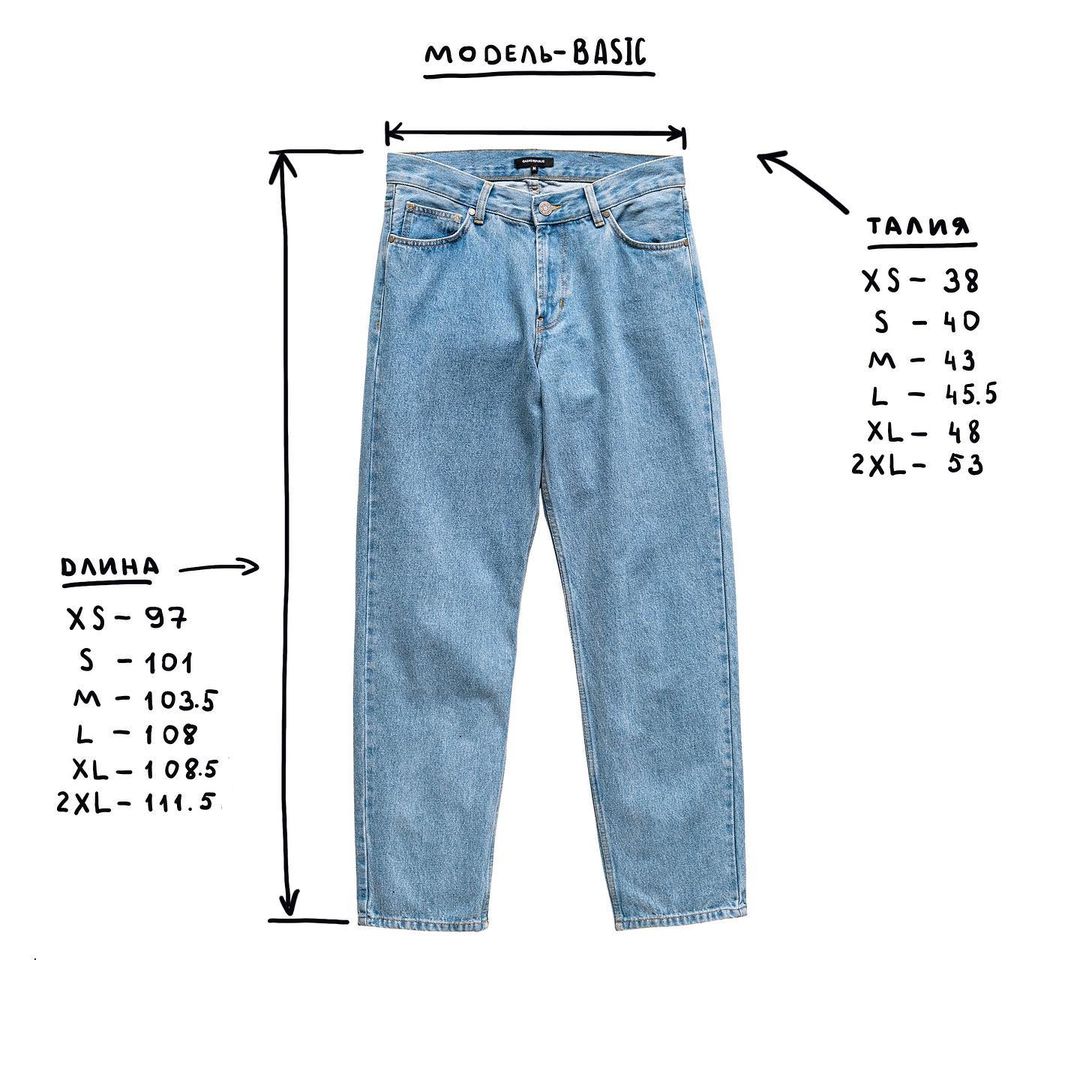 МОДЕЛЬ-BASIC
ТАЛИЯ
XS- 38
S - 40
M - 43
L - 45.5
XL- 48
2XL- 53
ДЛИНА
XS- 97
S -101
M -103.5
L -108
XL-108.5
2XL-111.5
M